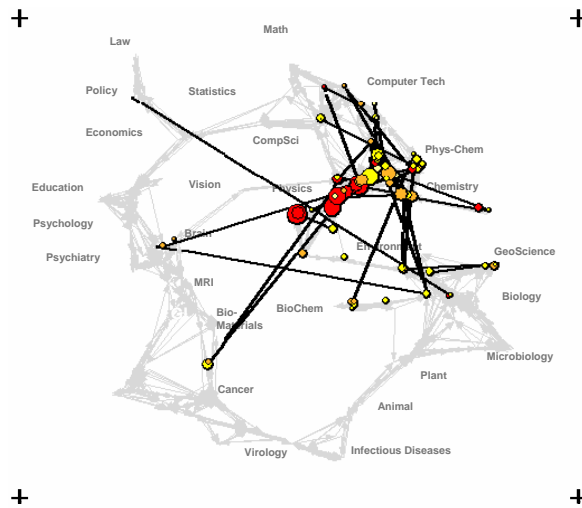 Math
Law
Computer Tech
Policy
Statistics
Economics
CompSci
Phys-Chem
Vision
Physics
Chemistry
Education
Psychology
Brain
Environment
GeoScience
Psychiatry
MRI
Biology
BioChem
Bio-
Materials
Microbiology
Plant
Cancer
Animal
Virology
Infectious Diseases